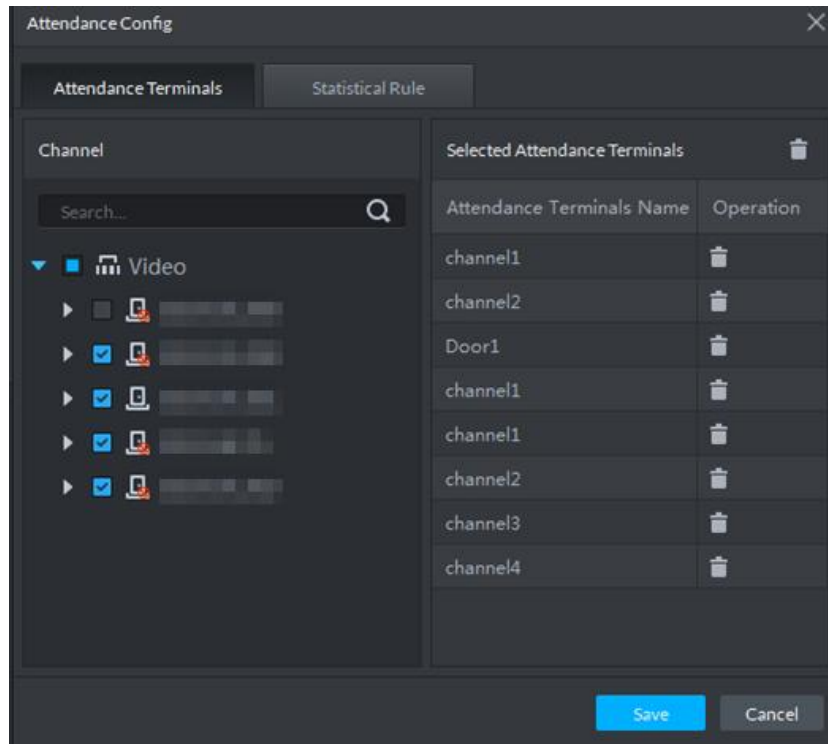 Attendance Config
Attendance Terminals Statistical Rule
Channel
Search...
Video
Selected Attendance Terminals
Attendance Terminals Name Operation
channel1
channel2
Door1
channel1
channel1
channel2
channel3
channel4
Save Cancel